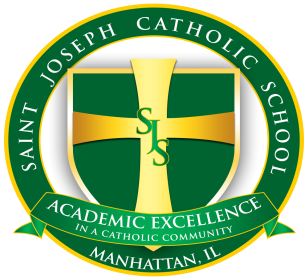 SAINT JOSEPH CATHOLIC SCHOOL
SJS
ACADEMIC EXCELLENCE
IN A CATHOLIC COMMUNITY
MANHATTAN, IL